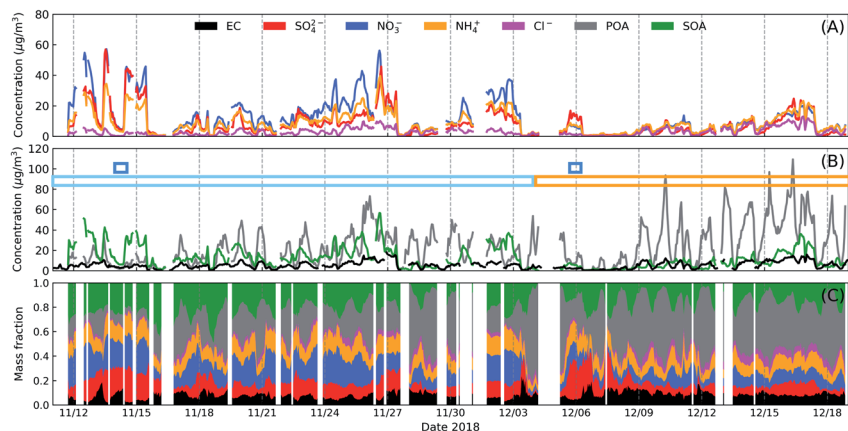 80
60
40
20
0
Concentration (μg/m³)
EC SO₄²⁻ NO₃⁻ NH₄⁺ Cl⁻ POA SOA
(A)
120
100
80
60
40
20
0
Concentration (μg/m³)
(B)
1.0
0.8
0.6
0.4
0.2
0.0
Mass fraction
(C)
11/12 11/15 11/18 11/21 11/24 11/27 11/30 12/03 12/06 12/09 12/12 12/15 12/18
Date 2018